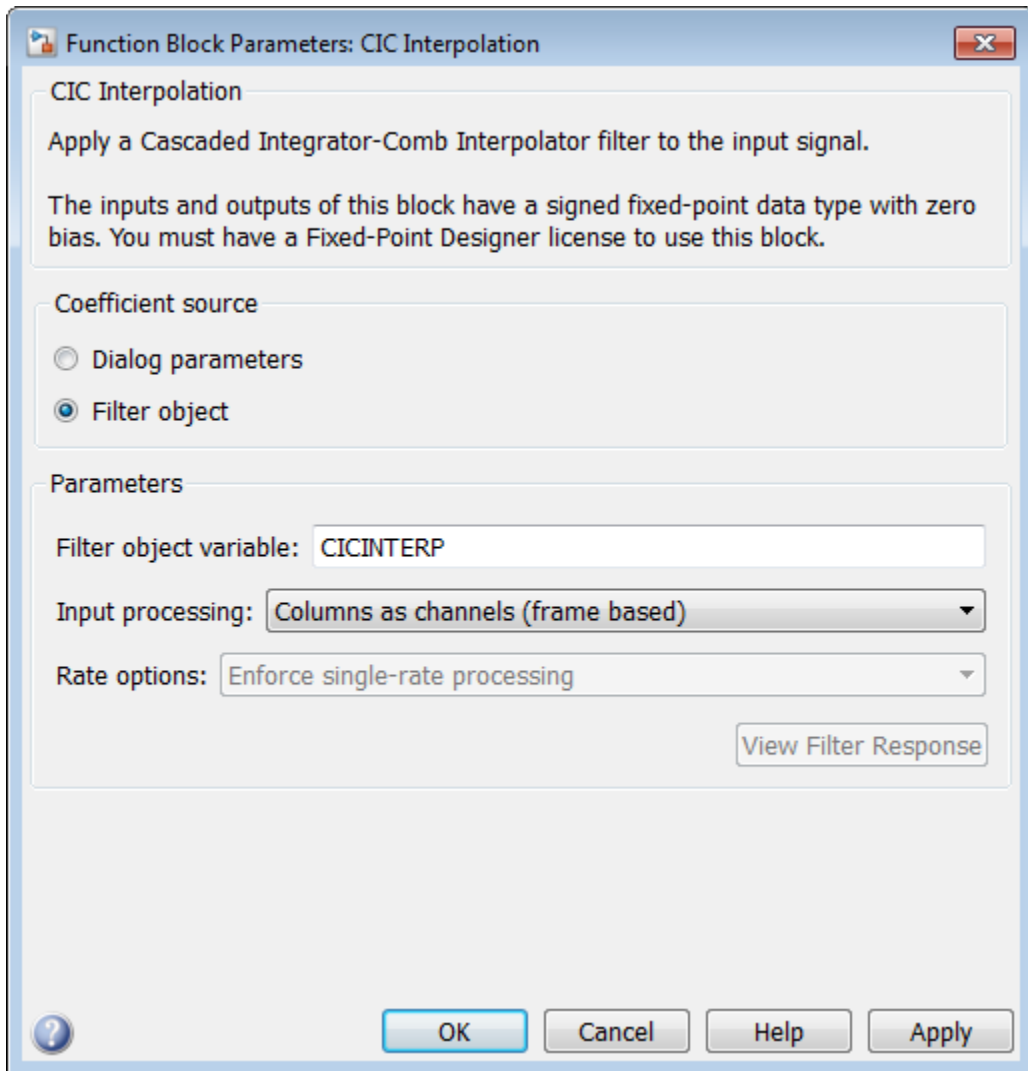 Function Block Parameters: CIC Interpolation
CIC Interpolation
Apply a Cascaded Integrator-Comb Interpolator filter to the input signal.
The inputs and outputs of this block have a signed fixed-point data type with zero
bias. You must have a Fixed-Point Designer license to use this block.
Coefficient source
Dialog parameters
Filter object
Parameters
Filter object variable: CICINTERP
Input processing: Columns as channels (frame based)
Rate options: Enforce single-rate processing
View Filter Response
? OK Cancel Help Apply